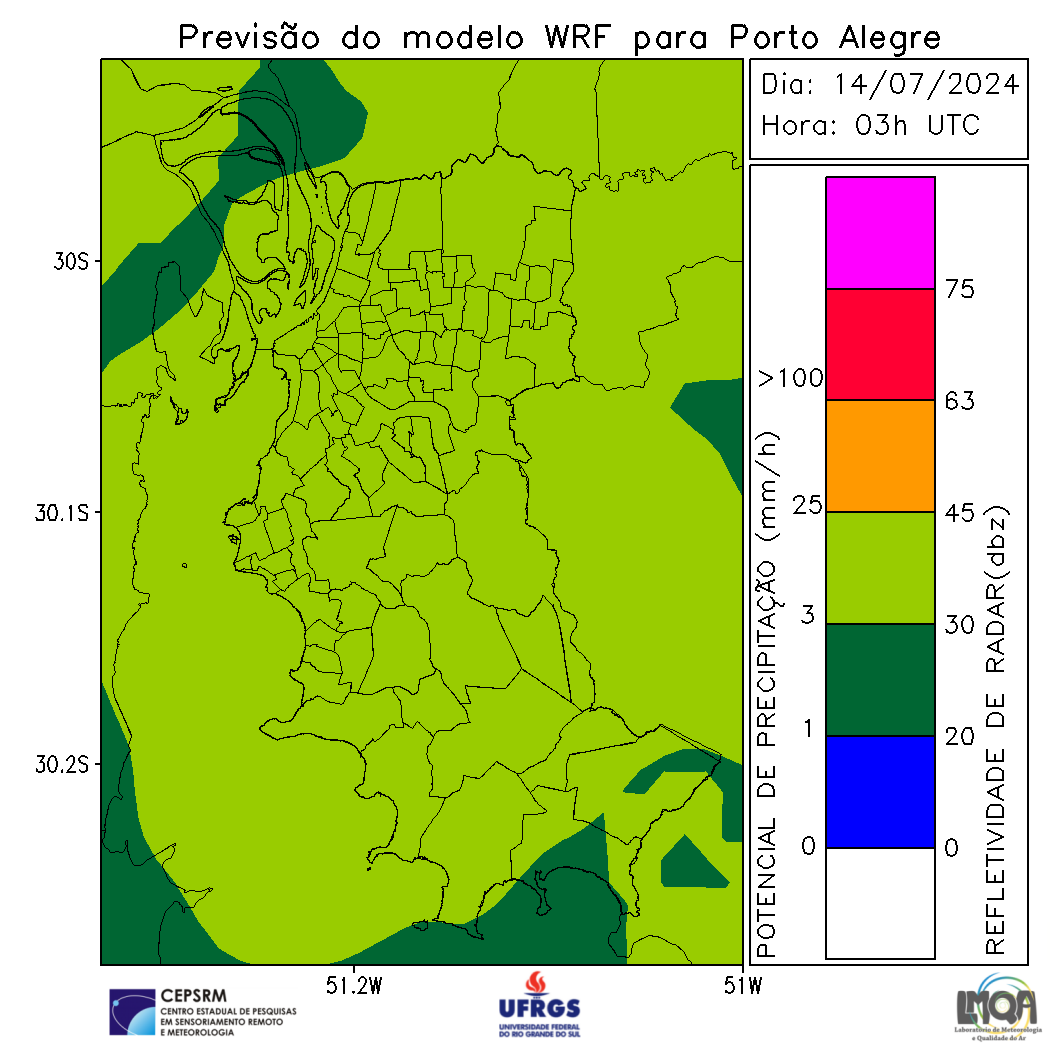 Previsão do modelo WRF para Porto Alegre
Dia: 14/07/2024
Hora: 03h UTC
30S
30.1S
30.2S
51.2W
51W
POTENCIAL DE PRECIPITAÇÃO (mm/h)
>100
25
3
1
0
75
63
45
30
20
0
REFLETIVIDADE DE RADAR(dbz)
CEPSRM
CENTRO ESTADUAL DE PESQUISAS
EM SENSORIAMENTO REMOTO
E METEOROLOGIA
UFRGS
UNIVERSIDADE FEDERAL
DO RIO GRANDE DO SUL
LMQA
Laboratório de Meteorologia
e Qualidade do Ar